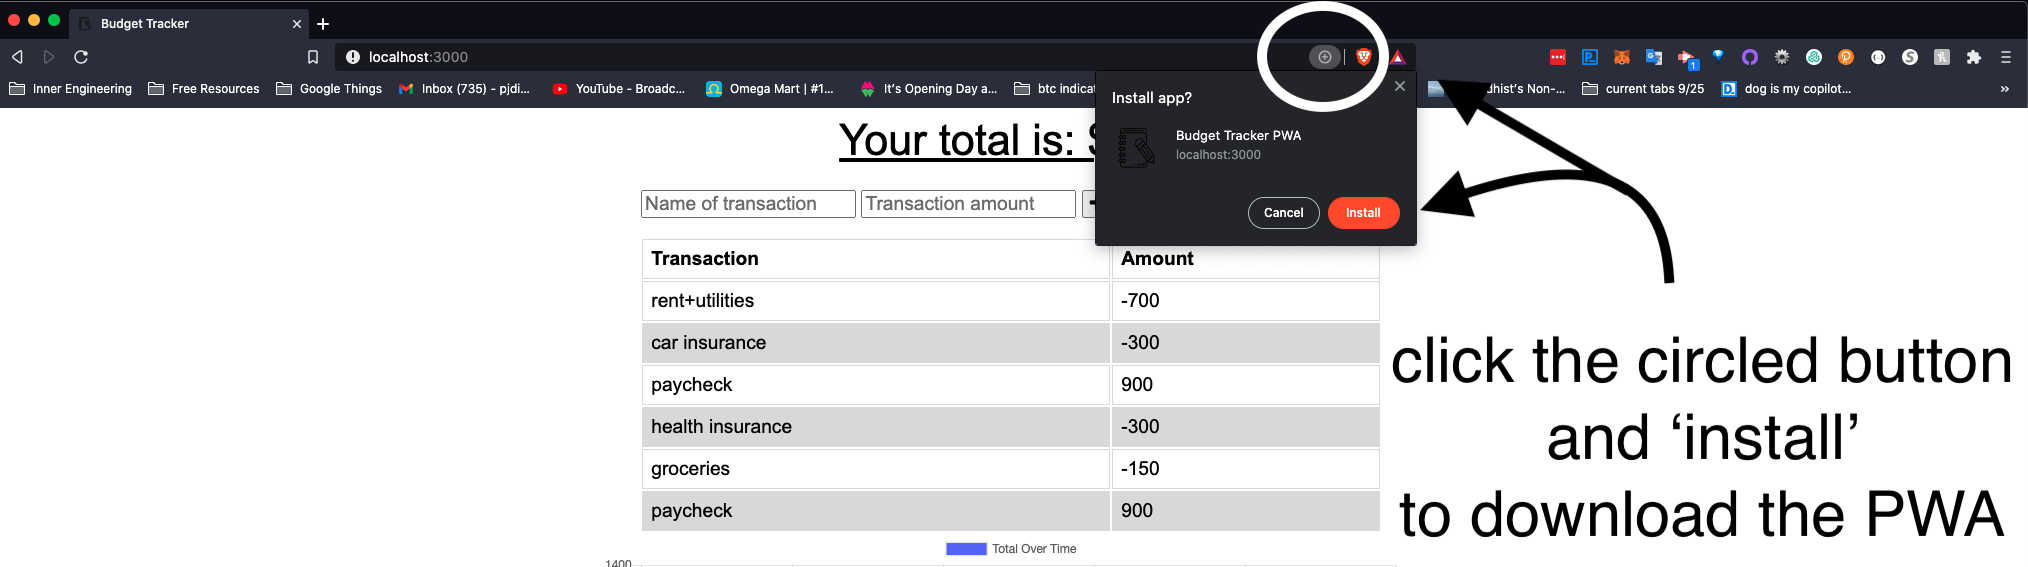 Budget Tracker
localhost:3000
Inner Engineering Free Resources Google Things Inbox (735) - pjdi... YouTube - Broadc... Omega Mart | #1... It's Opening Day a... btc indicat dhist's Non-... current tabs 9/25 dog is my copilot...
1
Install app?
Budget Tracker PWA
localhost:3000
Cancel Install
Your total is:
Name of transaction Transaction amount
Transaction Amount
rent+utilities -700
car insurance -300
paycheck 900
health insurance -300
groceries -150
paycheck 900
Total Over Time
1400
click the circled button
and ‘install’
to download the PWA